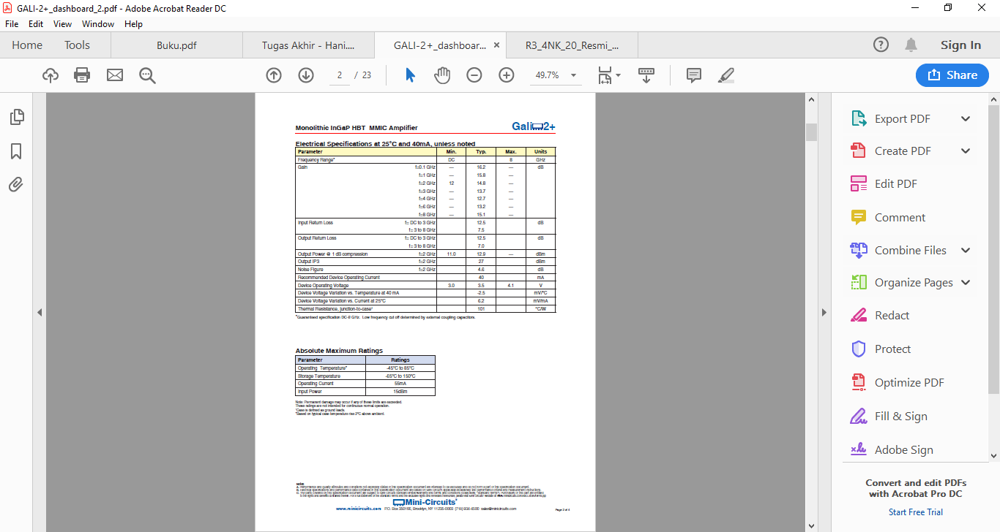 GALI-2+_dashboard_2.pdf - Adobe Acrobat Reader DC
File Edit View Window Help
Home Tools Buku.pdf Tugas Akhir - Hani.... GALI-2+_dashboar... × R3_4NK_20_Resmi_... Sign In
2 / 23 49.7% Share
Monolithic InGaP HBT MMIC Amplifier Gali 2+
Electrical Specifications at 25°C and 40mA, unless noted
Parameter Min. Typ. Max. Units
Frequency Range* DC 8 GHz
Gain f=0.1 GHz — 16.2 — dB
f=1 GHz — 15.8 —
f=2 GHz 12 14.8 —
f=3 GHz — 13.7 —
f=4 GHz — 12.7 —
f=6 GHz — 13.2 —
f=8 GHz — 15.1 —
Input Return Loss f= DC to 3 GHz 12.5 dB
f= 3 to 8 GHz 7.5
Output Return Loss f= DC to 3 GHz 12.5 dB
f= 3 to 8 GHz 7.0
Output Power @ 1 dB compression f=2 GHz 11.0 12.9 — dBm
Output IP3 f=2 GHz 27 dBm
Noise Figure f=2 GHz 4.6 dB
Recommended Device Operating Current 40 mA
Device Operating Voltage 3.0 3.5 4.1 V
Device Voltage Variation vs. Temperature at 40 mA -2.5 mV/°C
Device Voltage Variation vs. Current at 25°C 6.2 mV/mA
Thermal Resistance, junction-to-case¹ 101 °C/W
*Guaranteed specification DC-8 GHz. Low frequency cut off determined by external coupling capacitors.
Absolute Maximum Ratings
Parameter Ratings
Operating Temperature* -45°C to 85°C
Storage Temperature -65°C to 150°C
Operating Current 55mA
Input Power 15dBm
Note: Permanent damage may occur if any of these limits are exceeded.
These ratings are not intended for continuous normal operation.
¹Case is defined as ground leads.
*Based on typical case temperature rise 2°C above ambient.
Notes
Mini-Circuits®
www.minicircuits.com P.O. Box 350166, Brooklyn, NY 11235-0003 (718) 934-4500 sales@minicircuits.com Page 2 of 4
Export PDF
Create PDF
Edit PDF
Comment
Combine Files
Organize Pages
Redact
Protect
Optimize PDF
Fill & Sign
Adobe Sign
Convert and edit PDFs
with Acrobat Pro DC
Start Free Trial